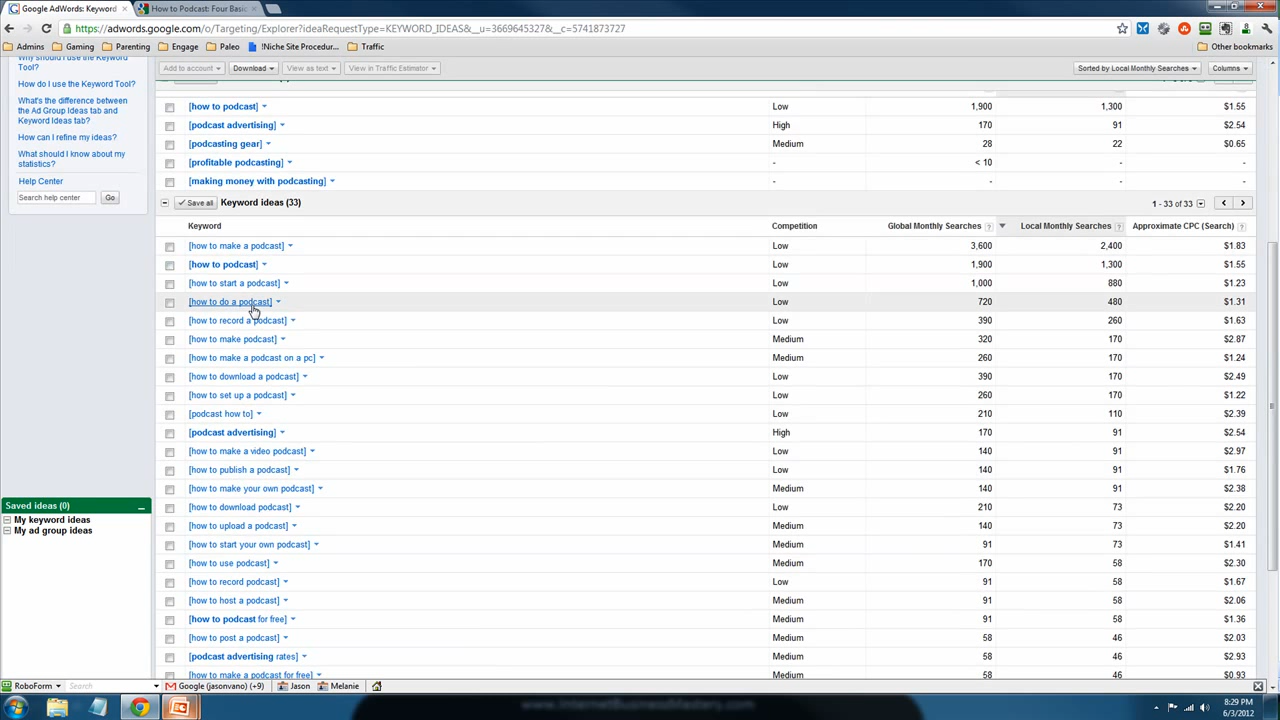 Google AdWords: Keyword
How to Podcast: Four Basic
https://adwords.google.com/o/Targeting/Explorer?ideaRequestType=KEYWORD_IDEAS&__u=3669645327&__c=5741873727
Admins Gaming Parenting Engage Paleo !Niche Site Procedur... Traffic Other bookmarks
Why should I use the Keyword
Tool?
How do I use the Keyword Tool?
What's the difference between
the Ad Group Ideas tab and
Keyword Ideas tab?
How can I refine my ideas?
What should I know about my
statistics?
Help Center
Search help center Go
Add to account Download View as text View in Traffic Estimator Sorted by Local Monthly Searches Columns
[how to podcast] Low 1,900 1,300 $1.55
[podcast advertising] High 170 91 $2.54
[podcasting gear] Medium 28 22 $0.65
[profitable podcasting] - < 10 - -
[making money with podcasting] - - - -
Save all Keyword ideas (33) 1 - 33 of 33
Keyword Competition Global Monthly Searches ? Local Monthly Searches ? Approximate CPC (Search) ?
[how to make a podcast] Low 3,600 2,400 $1.83
[how to podcast] Low 1,900 1,300 $1.55
[how to start a podcast] Low 1,000 880 $1.23
[how to do a podcast] Low 720 480 $1.31
[how to record a podcast] Low 390 260 $1.63
[how to make podcast] Medium 320 170 $2.87
[how to make a podcast on a pc] Medium 260 170 $1.24
[how to download a podcast] Low 390 170 $2.49
[how to set up a podcast] Low 260 170 $1.22
[podcast how to] Low 210 110 $2.39
[podcast advertising] High 170 91 $2.54
[how to make a video podcast] Low 140 91 $2.97
[how to publish a podcast] Low 140 91 $1.76
[how to make your own podcast] Medium 140 91 $2.38
[how to download podcast] Low 210 73 $2.20
[how to upload a podcast] Medium 140 73 $2.20
[how to start your own podcast] Medium 91 73 $1.41
[how to use podcast] Medium 170 58 $2.30
[how to record podcast] Low 91 58 $1.67
[how to host a podcast] Medium 91 58 $2.06
[how to podcast for free] Medium 91 58 $1.36
[how to post a podcast] Medium 58 46 $2.03
[podcast advertising rates] Medium 58 46 $2.93
[how to make a podcast for free] Medium 58 46 $0.93
Saved ideas (0)
My keyword ideas
My ad group ideas
RoboForm Search Google (jasonvano) (+9) Jason Melanie
www.InternetBusinessMastery.com
8:29 PM
6/3/2012